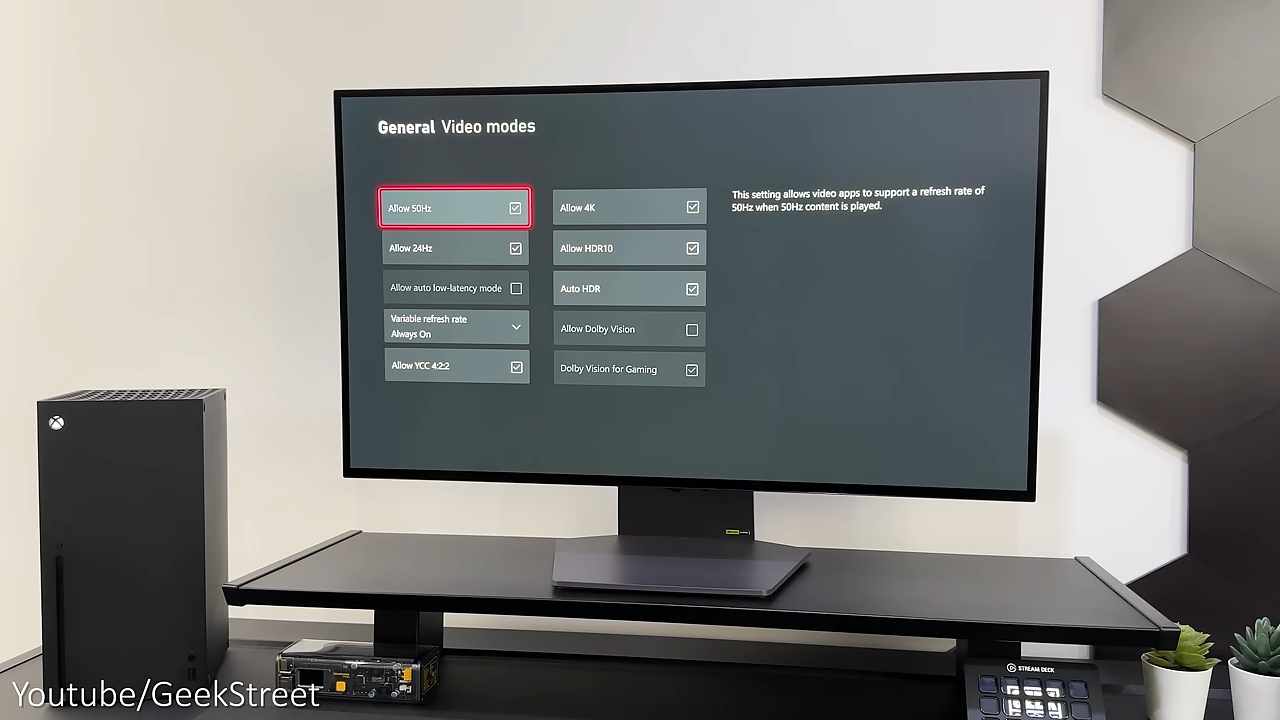 General Video modes
Allow 50Hz
Allow 24Hz
Allow auto low-latency mode
Variable refresh rate
Always On
Allow YCC 4:2:2
Allow 4K
Allow HDR10
Auto HDR
Allow Dolby Vision
Dolby Vision for Gaming
This setting allows video apps to support a refresh rate of
50Hz when 50Hz content is played.
STREAM DECK
Youtube/GeekStreet